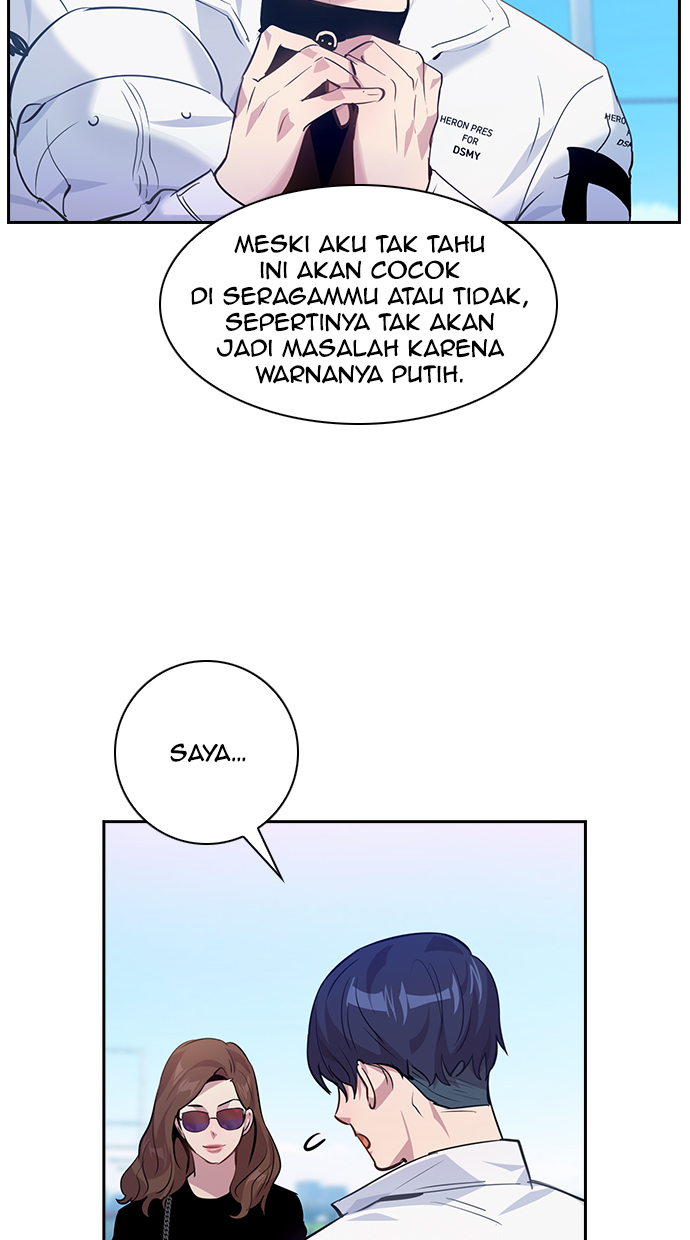 HERON PRES
FOR
DSMY
MESKI AKU TAK TAHU
INI AKAN COCOK
DI SERAGAMMU ATAU TIDAK,
SEPERTINYA TAK AKAN
JADI MASALAH KARENA
WARNANYA PUTIH.
SAYA...